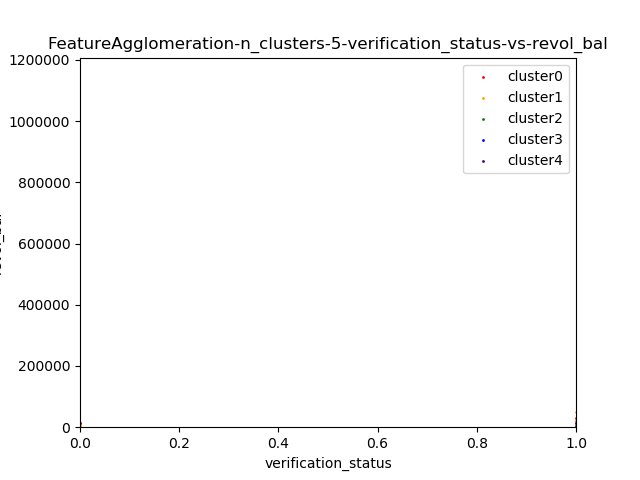 FeatureAgglomeration-n_clusters-5-verification_status-vs-revol_bal
1200000
1000000
800000
600000
400000
200000
0
0.0 0.2 0.4 0.6 0.8 1.0
verification_status
cluster0
cluster1
cluster2
cluster3
cluster4